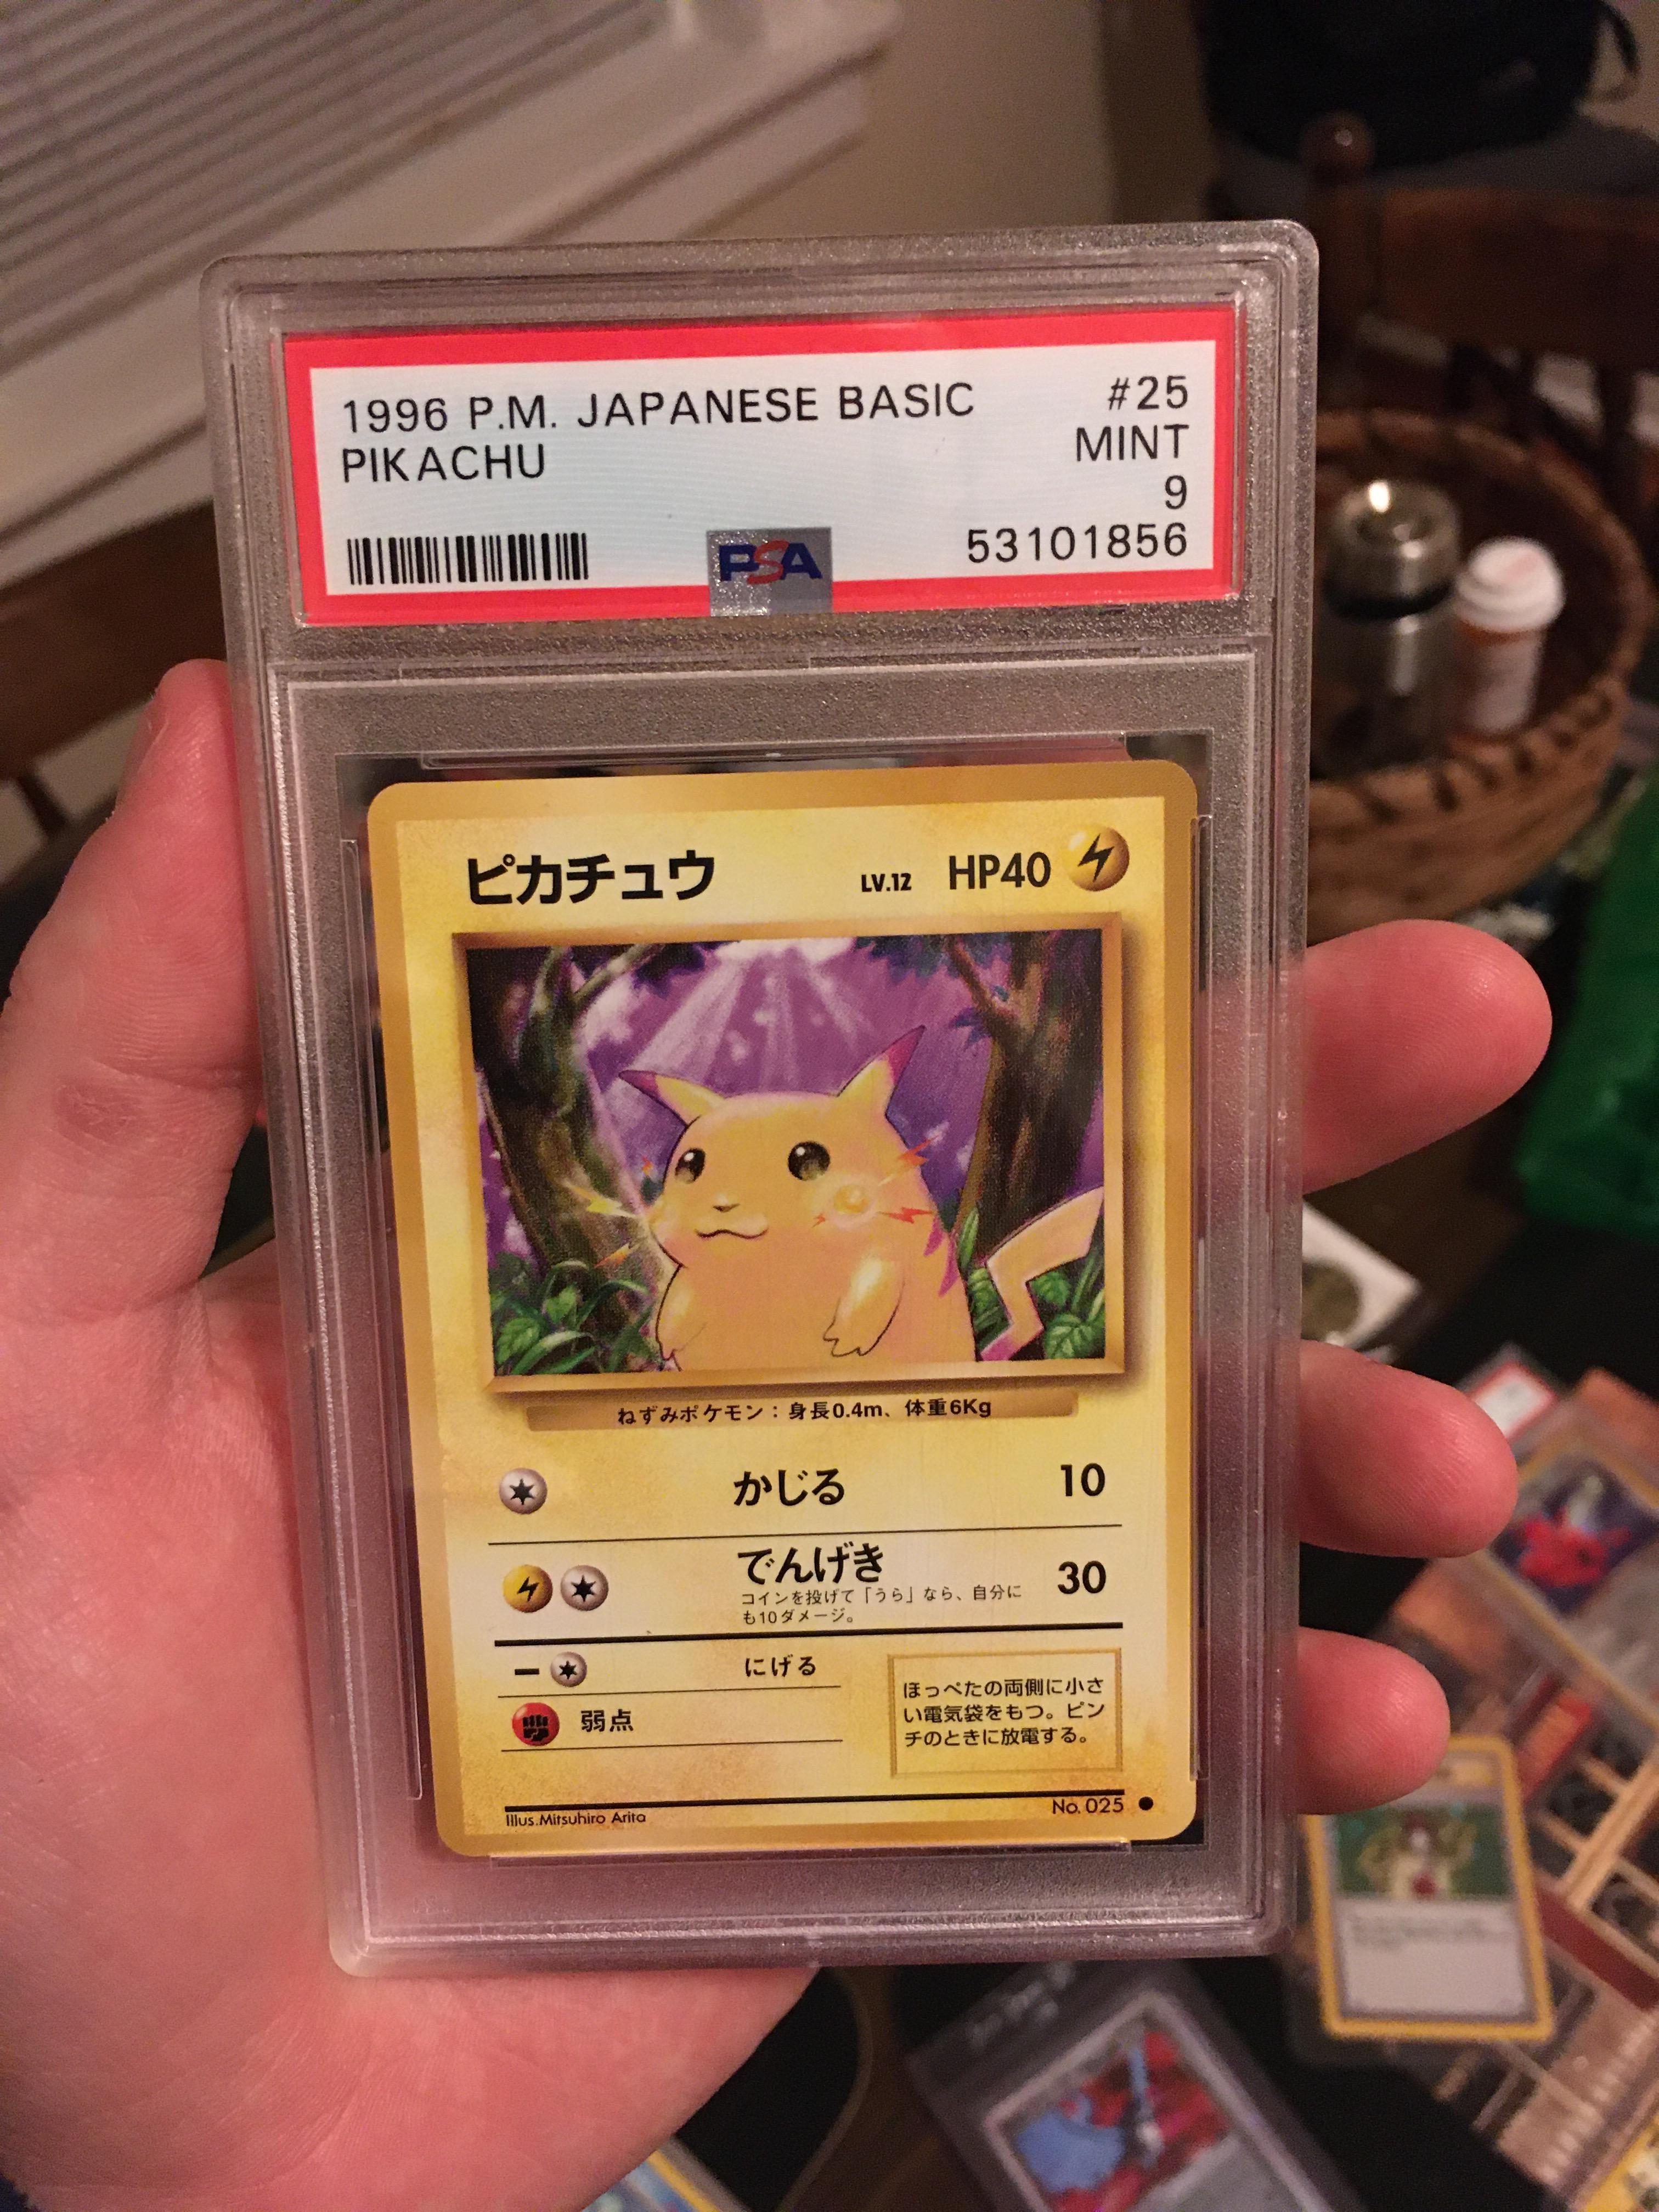 1996 P.M. JAPANESE BASIC #25
PIKACHU MINT
9
PSA 53101856
ピカチュウ LV.12 HP40
ねずみポケモン：身長0.4m、体重6Kg
かじる 10
でんげき 30
コインを投げて「うら」なら、自分に
も10ダメージ。
にげる
弱点
ほっぺたの両側に小さ
い電気袋をもつ。ピン
チのときに放電する。
Illus.Mitsuhiro Arita No.025